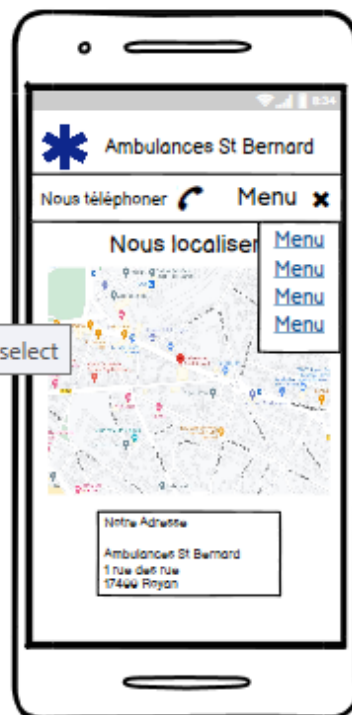 8:34
Ambulances St Bernard
Nous téléphoner
Menu
Nous localiser
Menu
Menu
Menu
Menu
select
Notre Adresse
Ambulances St Bernard
1 rue des rue
17400 Royan